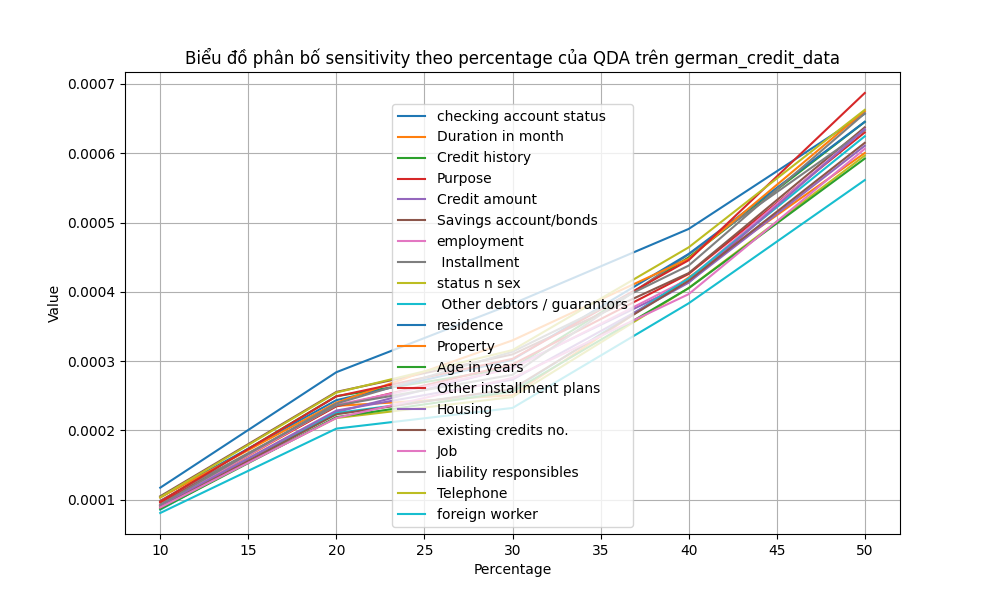 Biểu đồ phân bố sensitivity theo percentage của QDA trên german_credit_data
Value
0.0007
0.0006
0.0005
0.0004
0.0003
0.0002
0.0001
checking account status
Duration in month
Credit history
Purpose
Credit amount
Savings account/bonds
employment
Installment
status n sex
Other debtors / guarantors
residence
Property
Age in years
Other installment plans
Housing
existing credits no.
Job
liability responsibles
Telephone
foreign worker
10 15 20 25 30 35 40 45 50
Percentage